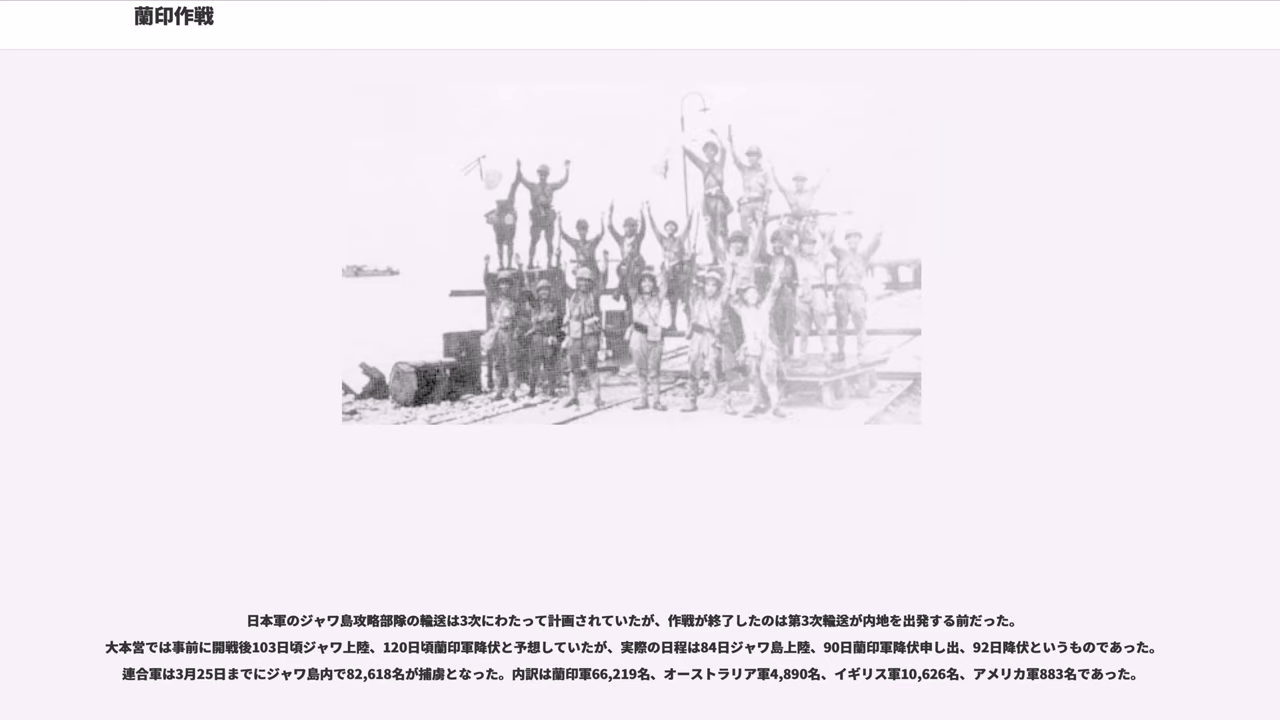 蘭印作戦
日本軍のジャワ島攻略部隊の輸送は3次にわたって計画されていたが、作戦が終了したのは第3次輸送が内地を出発する前だった。
大本営では事前に開戦後103日頃ジャワ上陸、120日頃蘭印軍降伏と予想していたが、実際の日程は84日ジャワ島上陸、90日蘭印軍降伏申し出、92日降伏というものであった。
連合軍は3月25日までにジャワ島内で82,618名が捕虜となった。内訳は蘭印軍66,219名、オーストラリア軍4,890名、イギリス軍10,626名、アメリカ軍883名であった。